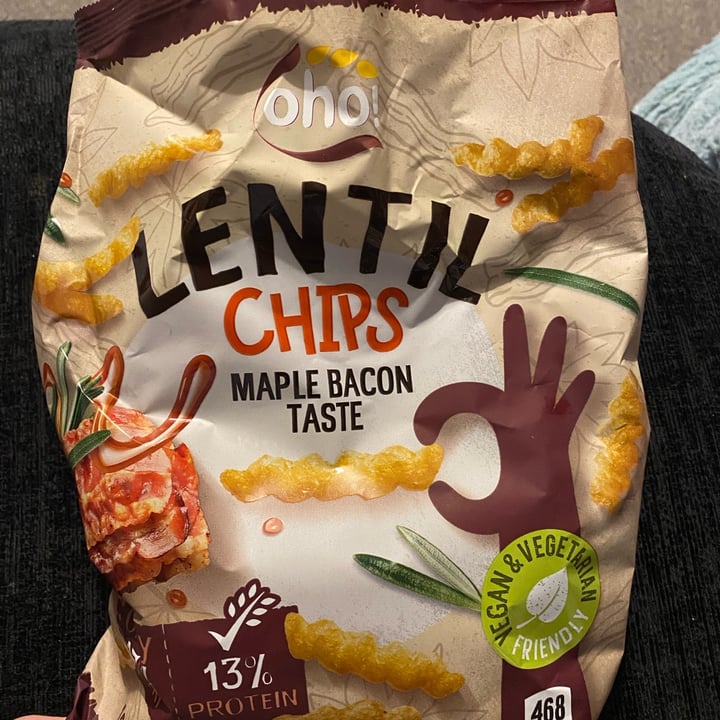 oho!
LENTIL
CHIPS
MAPLE BACON
TASTE
VEGAN & VEGETARIAN
FRIENDLY
13%
PROTEIN
468